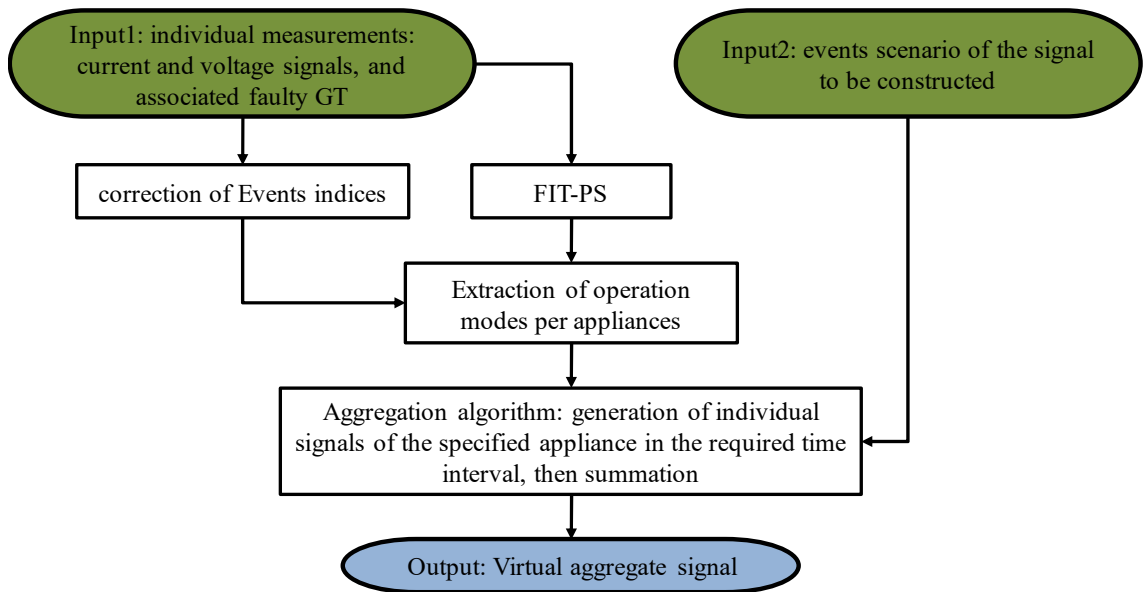 Input1: individual measurements:
current and voltage signals, and
associated faulty GT
Input2: events scenario of the signal
to be constructed
correction of Events indices
FIT-PS
Extraction of operation
modes per appliances
Aggregation algorithm: generation of individual
signals of the specified appliance in the required time
interval, then summation
Output: Virtual aggregate signal